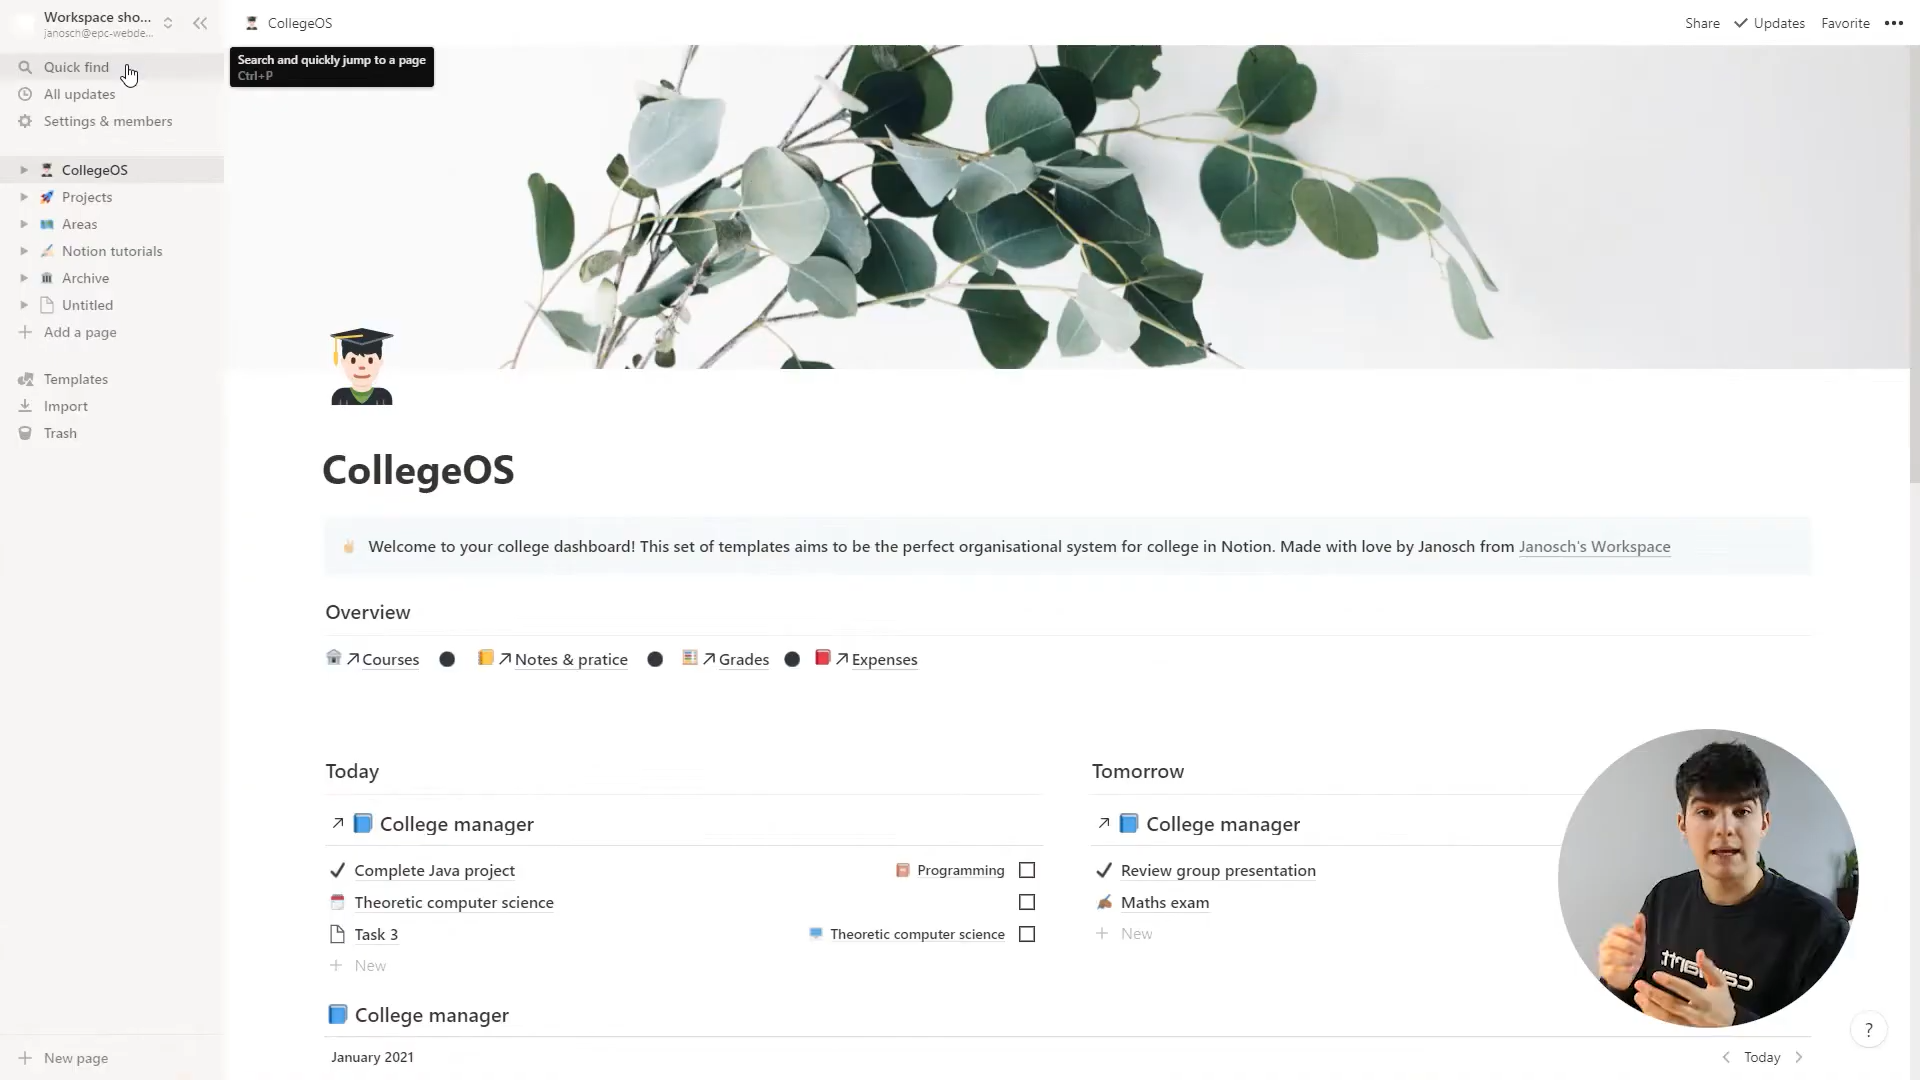 Workspace sho...
janosch@epc-webde...
CollegeOS
Share
Updates
Favorite
Search and quickly jump to a page
Ctrl+P
Quick find
All updates
Settings & members
CollegeOS
Projects
Areas
Notion tutorials
Archive
Untitled
Add a page
Templates
Import
Trash
New page
CollegeOS
Welcome to your college dashboard! This set of templates aims to be the perfect organisational system for college in Notion. Made with love by Janosch from Janosch's Workspace
Overview
Courses
Notes & pratice
Grades
Expenses
Today
College manager
Complete Java project
Programming
Theoretic computer science
Task 3
Theoretic computer science
New
Tomorrow
College manager
Review group presentation
Maths exam
New
College manager
January 2021
Today
?